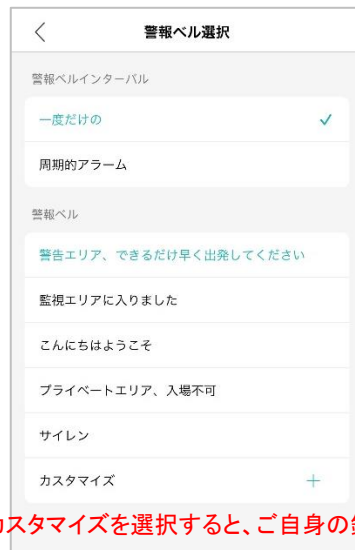 警報ベル選択
警報ベルインターバル
一度だけの
周期的アラーム
警報ベル
警告エリア、できるだけ早く出発してください
監視エリアに入りました
こんにちはようこそ
プライベートエリア、入場不可
サイレン
カスタマイズ
カスタマイズを選択すると、ご自身の